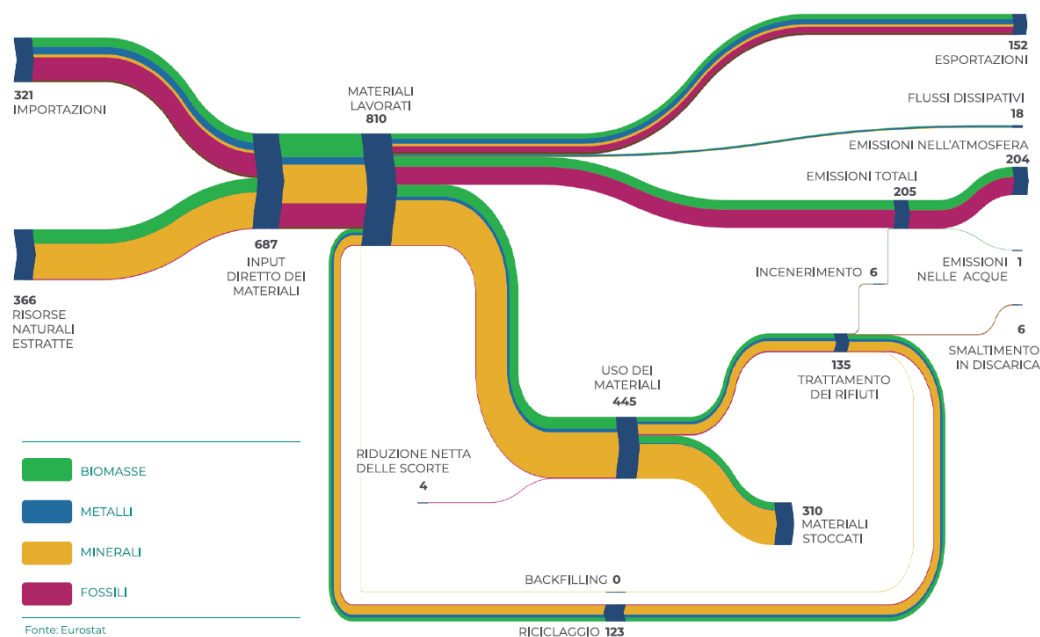 152
ESPORTAZIONI
321
IMPORTAZIONI
MATERIALI
LAVORATI
810
FLUSSI DISSIPATIVI
18
EMISSIONI NELL'ATMOSFERA
204
EMISSIONI TOTALI
205
687
INPUT
DIRETTO DEI
MATERIALI
366
RISORSE
NATURALI
ESTRATTE
INCENERIMENTO 6
EMISSIONI 1
NELLE ACQUE
6
SMALTIMENTO
IN DISCARICA
135
TRATTAMENTO
DEI RIFIUTI
USO DEI
MATERIALI
445
RIDUZIONE NETTA
DELLE SCORTE
4
310
MATERIALI
STOCCATI
BACKFILLING 0
RICICLAGGIO 123
BIOMASSE
METALLI
MINERALI
FOSSILI
Fonte: Eurostat